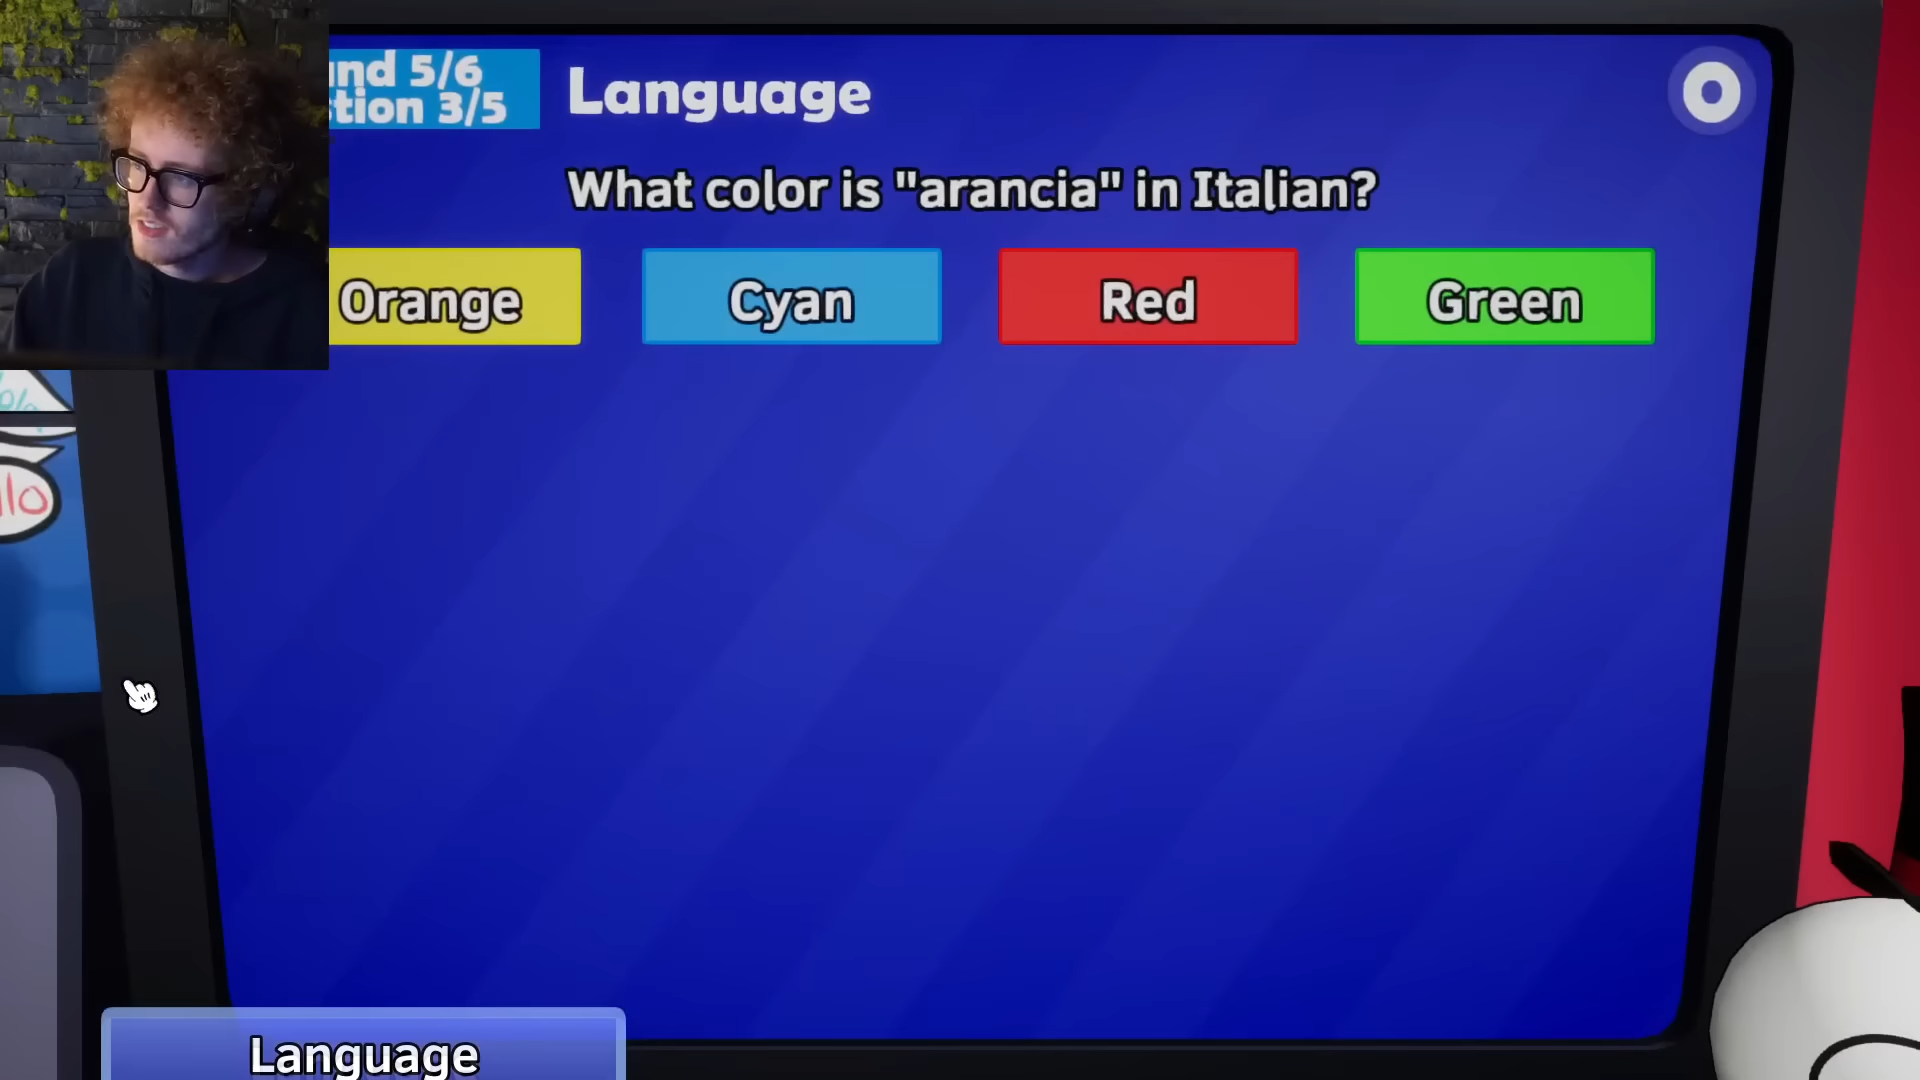 nd 5/6
tion 3/5
Language
What color is "arancia" in Italian?
Orange
Cyan
Red
Green
Language